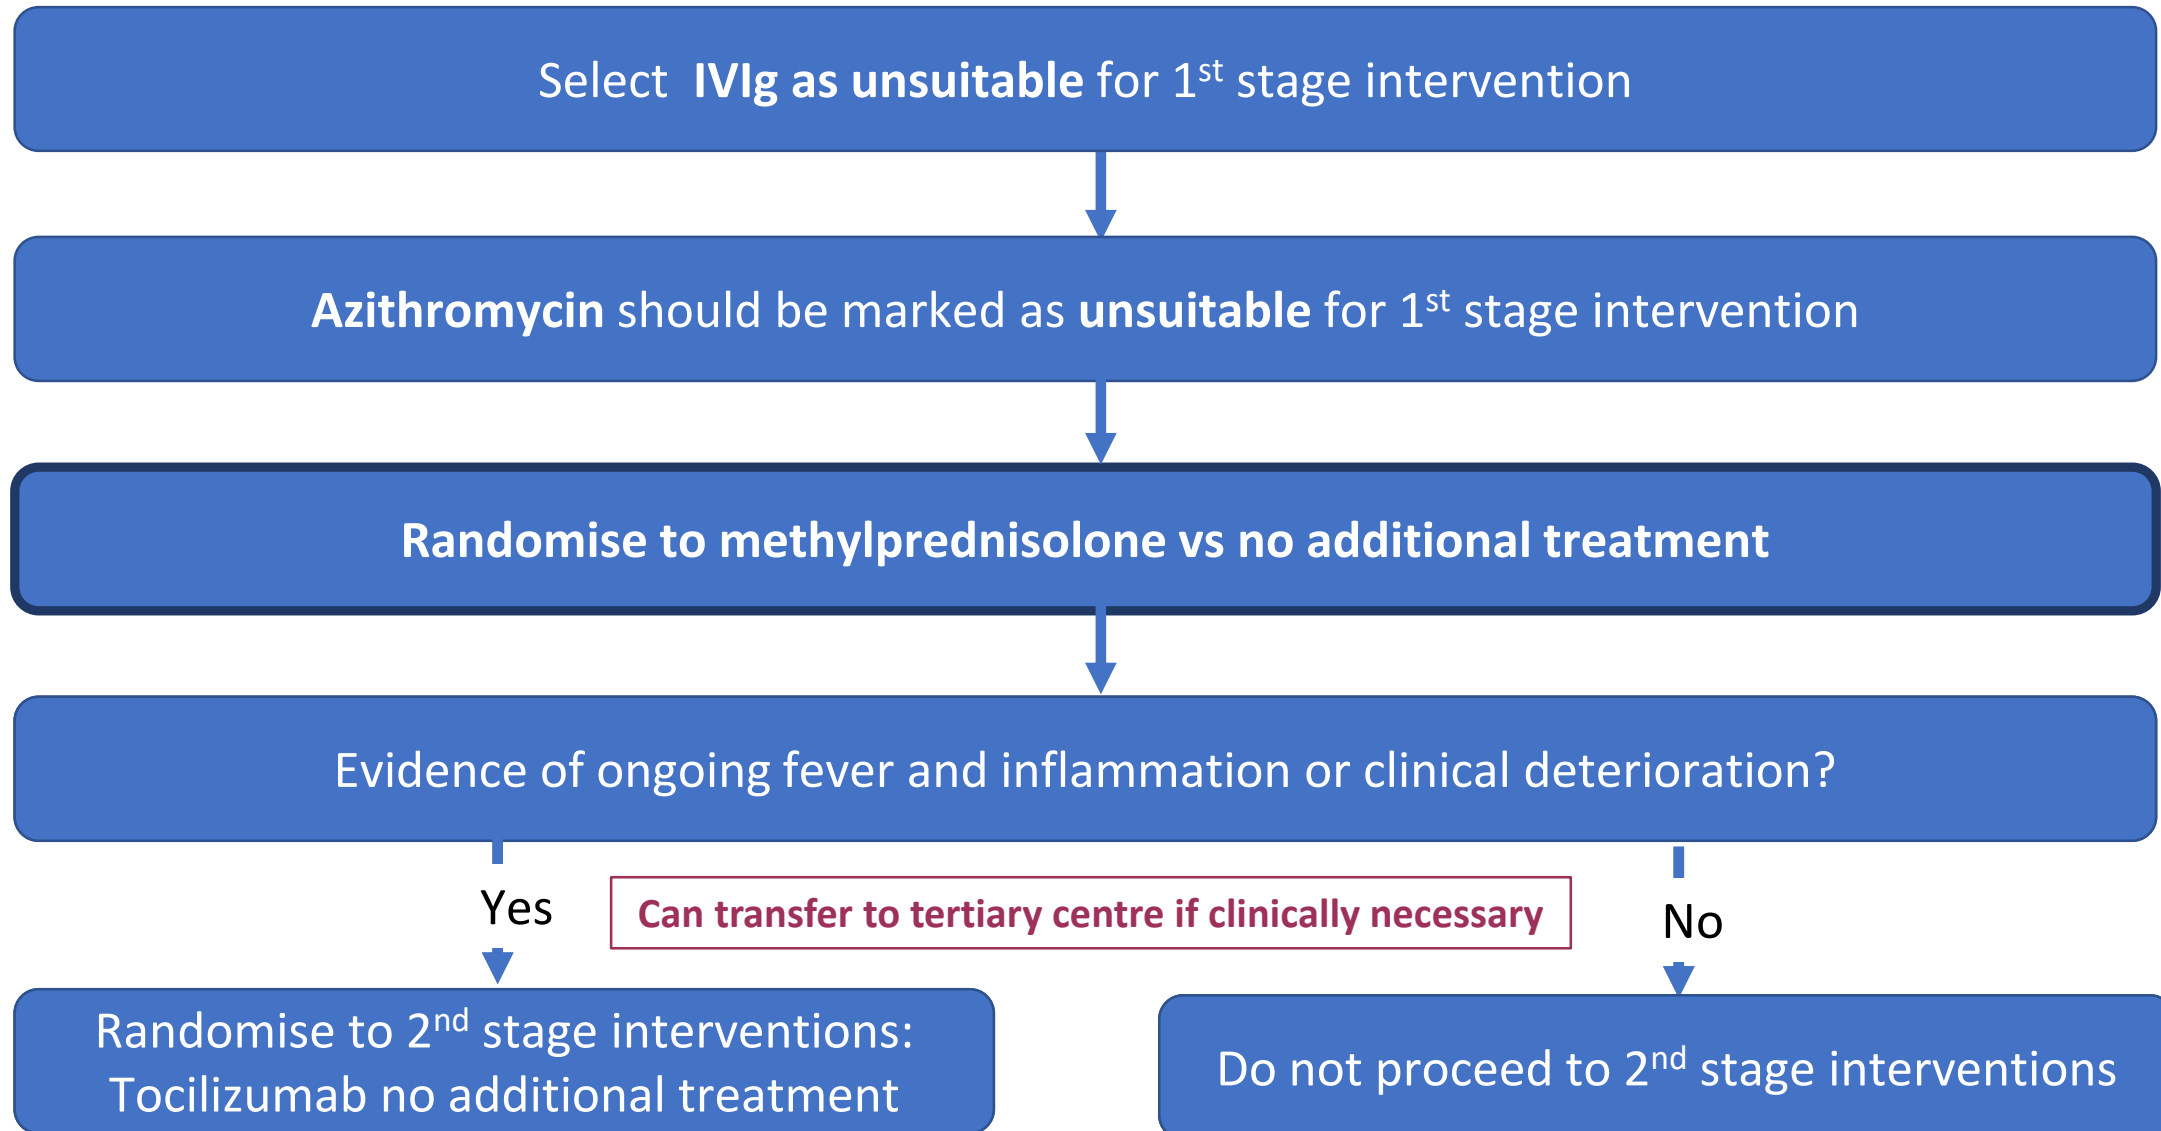 Select IVIg as unsuitable for 1st stage intervention
Azithromycin should be marked as unsuitable for 1st stage intervention
Randomise to methylprednisolone vs no additional treatment
Evidence of ongoing fever and inflammation or clinical deterioration?
Yes
Can transfer to tertiary centre if clinically necessary
No
Randomise to 2nd stage interventions:
Tocilizumab no additional treatment
Do not proceed to 2nd stage interventions